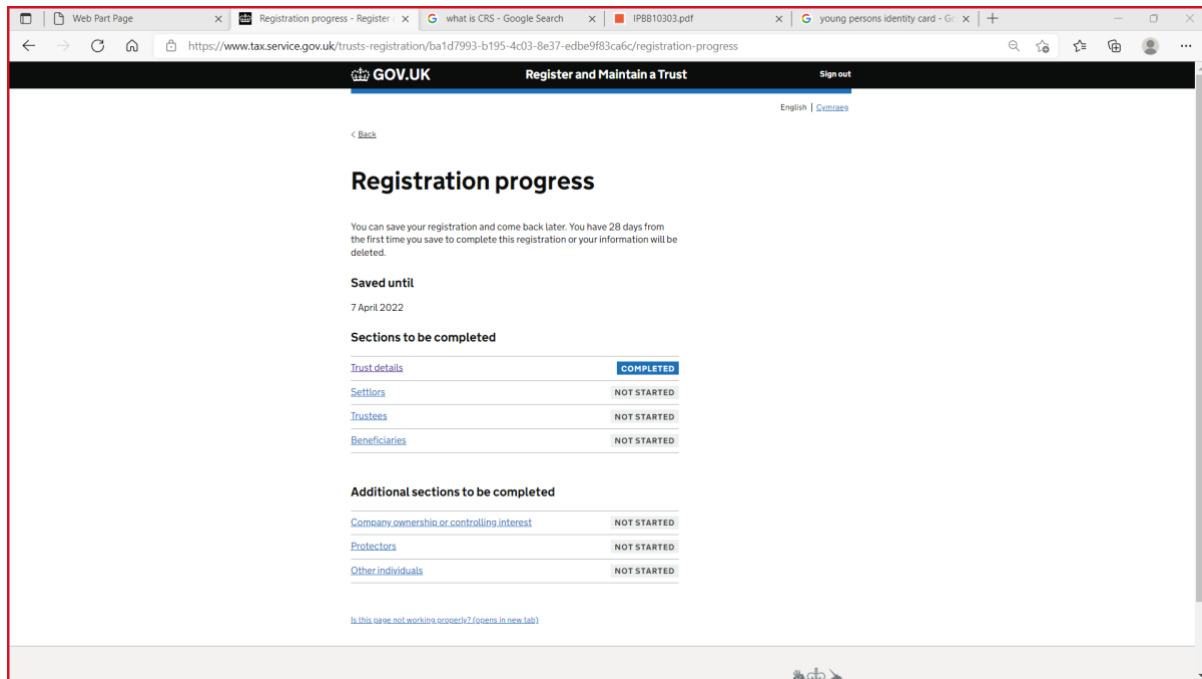 Web Part Page
Registration progress - Register
what is CRS - Google Search
IPBB10303.pdf
young persons identity card - Go
https://www.tax.service.gov.uk/trusts-registration/ba1d7993-b195-4c03-8e37-edbe9f83ca6c/registration-progress
GOV.UK Register and Maintain a Trust Sign out
English | Cymraeg
< Back
Registration progress
You can save your registration and come back later. You have 28 days from
the first time you save to complete this registration or your information will be
deleted.
Saved until
7 April 2022
Sections to be completed
Trust details COMPLETED
Settlors NOT STARTED
Trustees NOT STARTED
Beneficiaries NOT STARTED
Additional sections to be completed
Company ownership or controlling interest NOT STARTED
Protectors NOT STARTED
Other individuals NOT STARTED
Is this page not working properly? (opens in new tab)